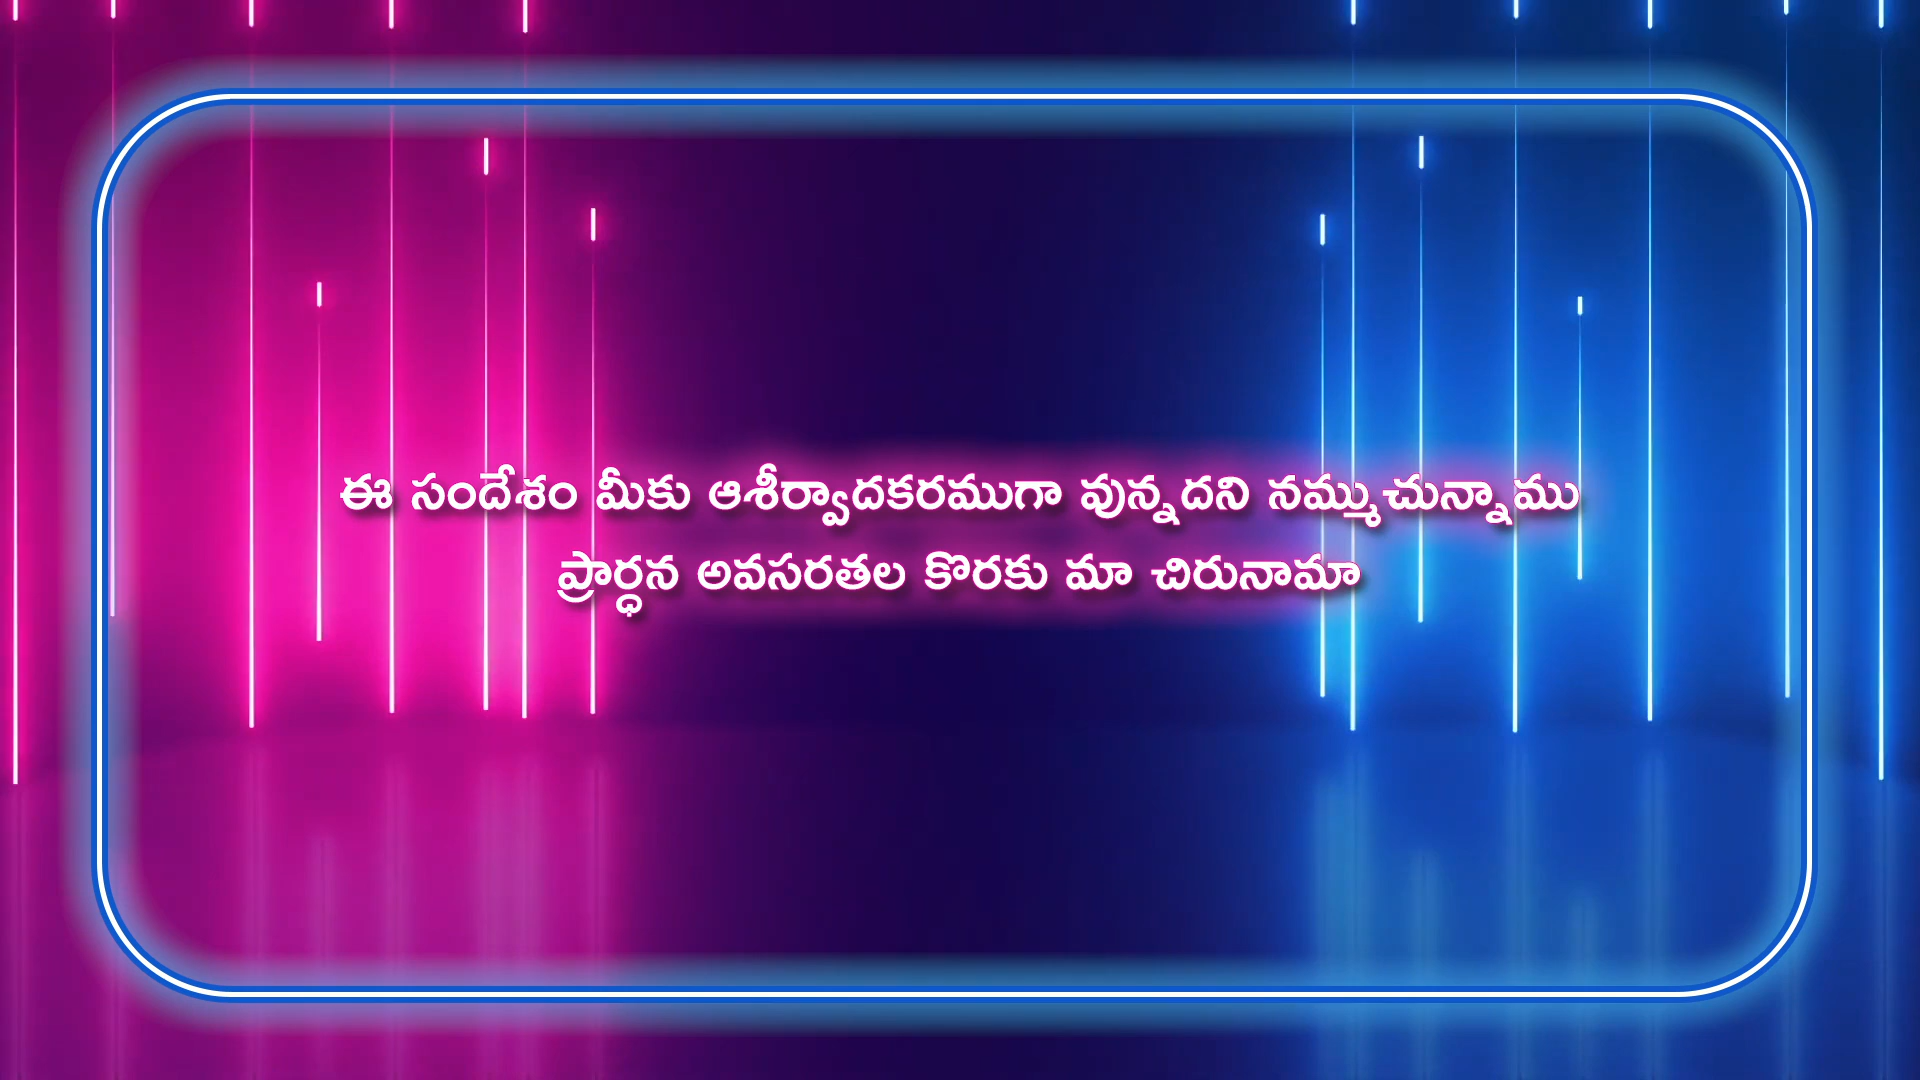 ఈ సందేశం మీకు ఆశీర్వాదకరముగా వున్నదని నమ్ముచున్నాము
ప్రార్ధన అవసరతల కొరకు మా చిరునామా